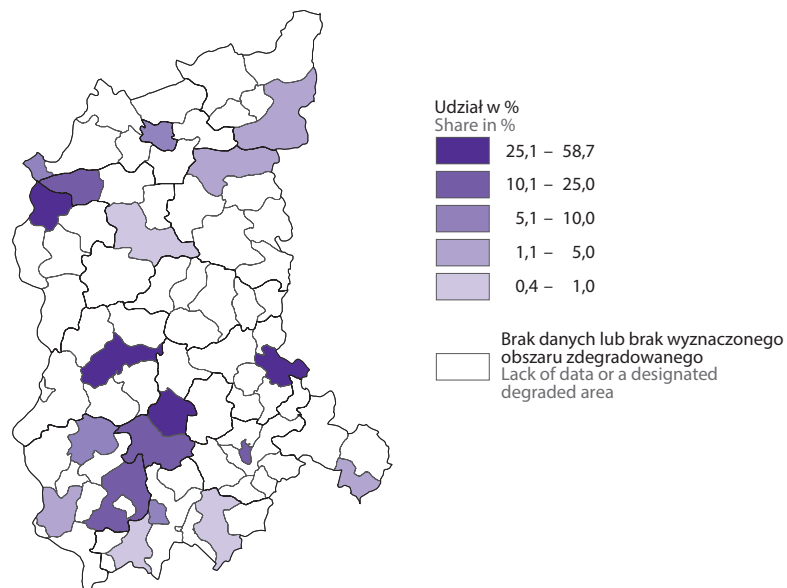 Udział w %
Share in %
25,1 – 58,7
10,1 – 25,0
5,1 – 10,0
1,1 – 5,0
0,4 – 1,0
Brak danych lub brak wyznaczonego
obszaru zdegradowanego
Lack of data or a designated
degraded area